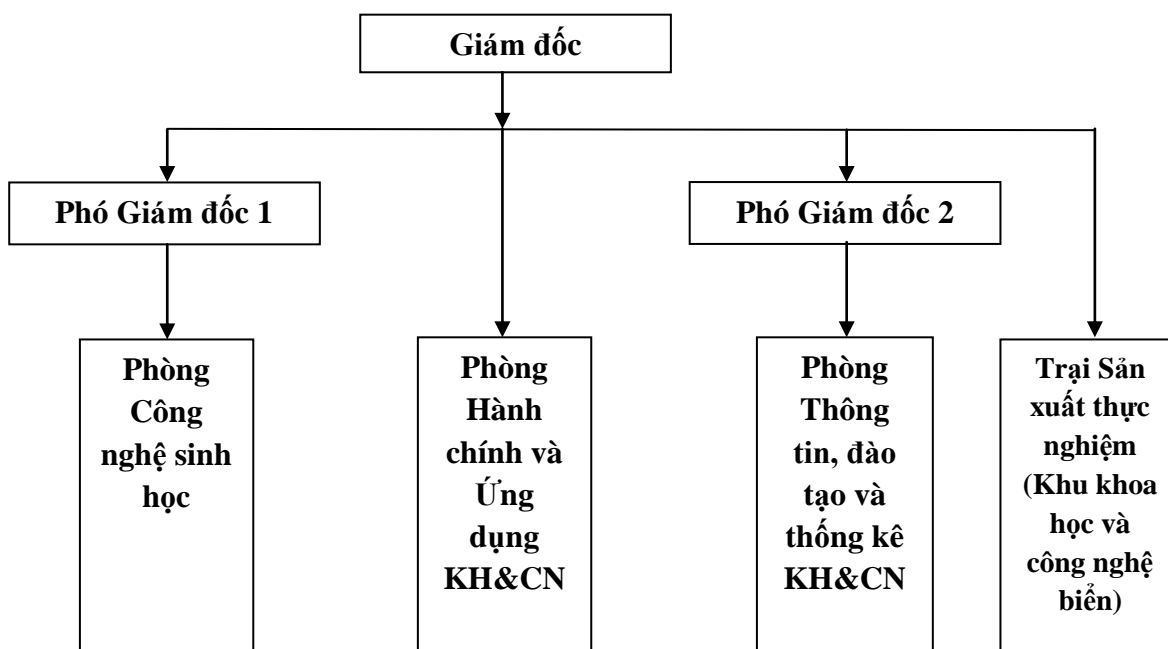 Giám đốc
Phó Giám đốc 1
Phó Giám đốc 2
Phòng
Công
nghệ sinh
học
Phòng
Hành
chính và
Ứng
dụng
KH&CN
Phòng
Thông
tin, đào
tạo và
thống kê
KH&CN
Trại Sản
xuất thực
nghiệm
(Khu khoa
học và
công nghệ
biển)